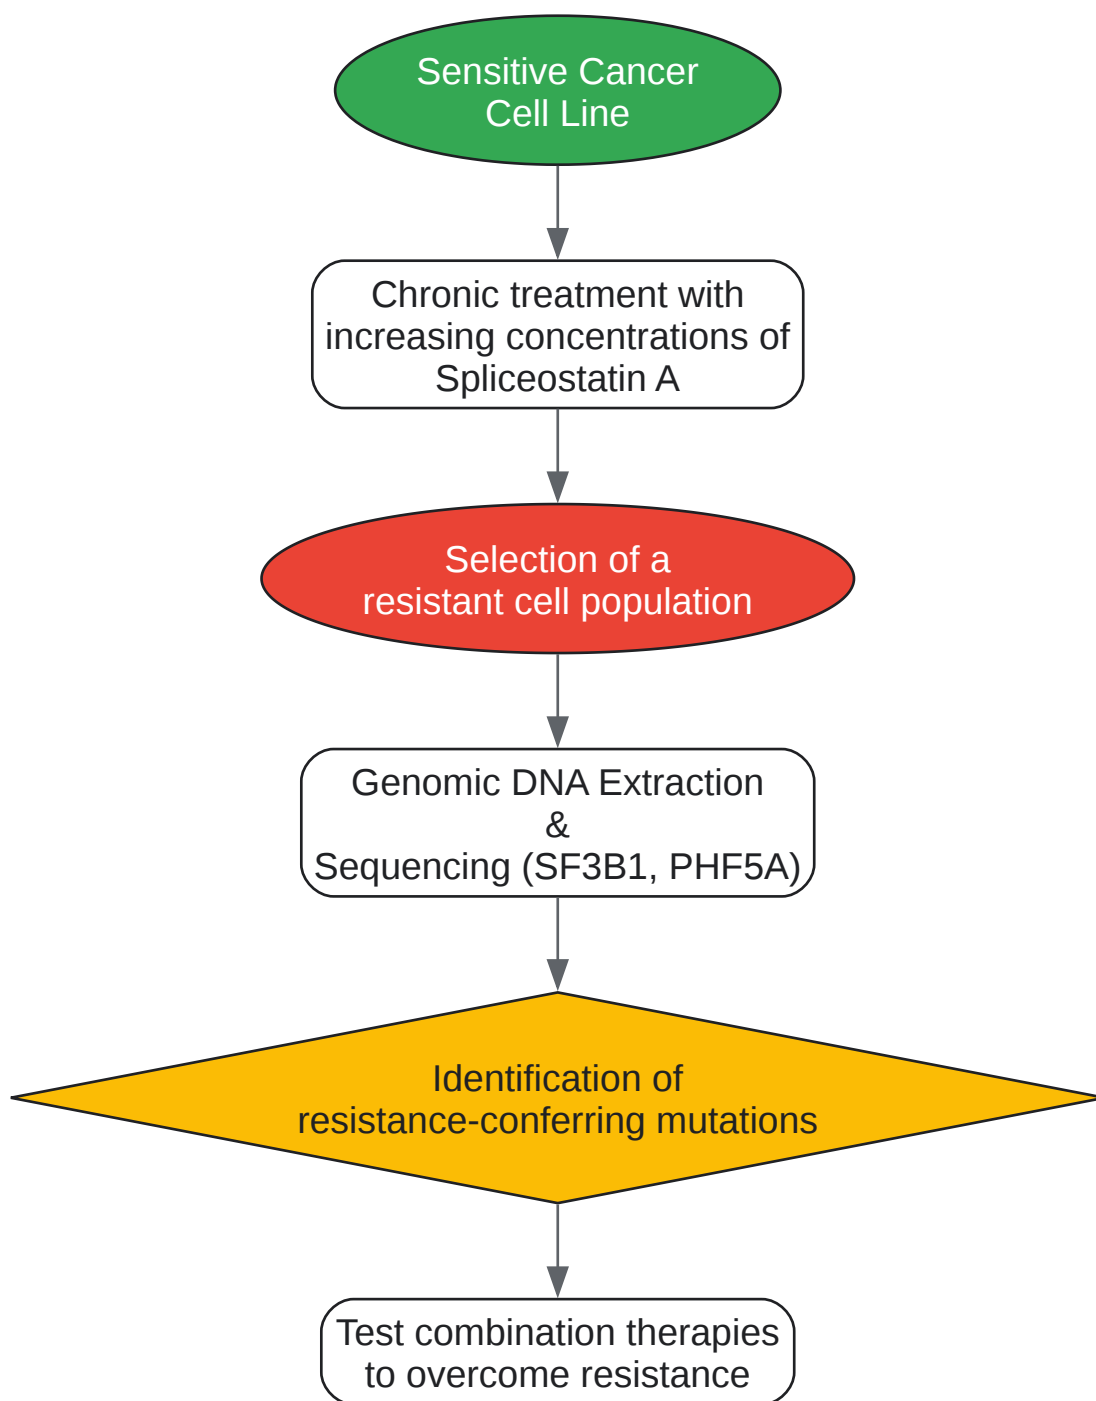 Sensitive Cancer
Cell Line
Chronic treatment with
increasing concentrations of
Spliceostatin A
Selection of a
resistant cell population
Genomic DNA Extraction
&
Sequencing (SF3B1, PHF5A)
Identification of
resistance-conferring mutations
Test combination therapies
to overcome resistance